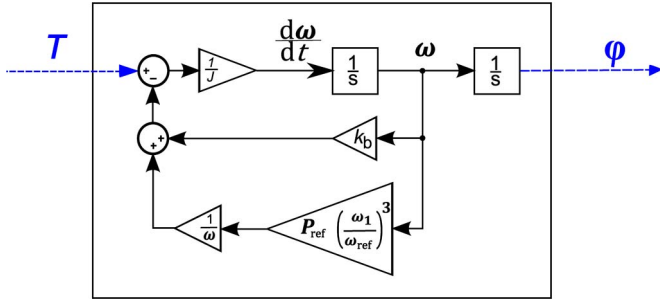 T
+
−
1/J
dω/dt
1/s
ω
1/s
φ
+
+
k_b
1/ω
P_ref (ω_1/ω_ref)^3